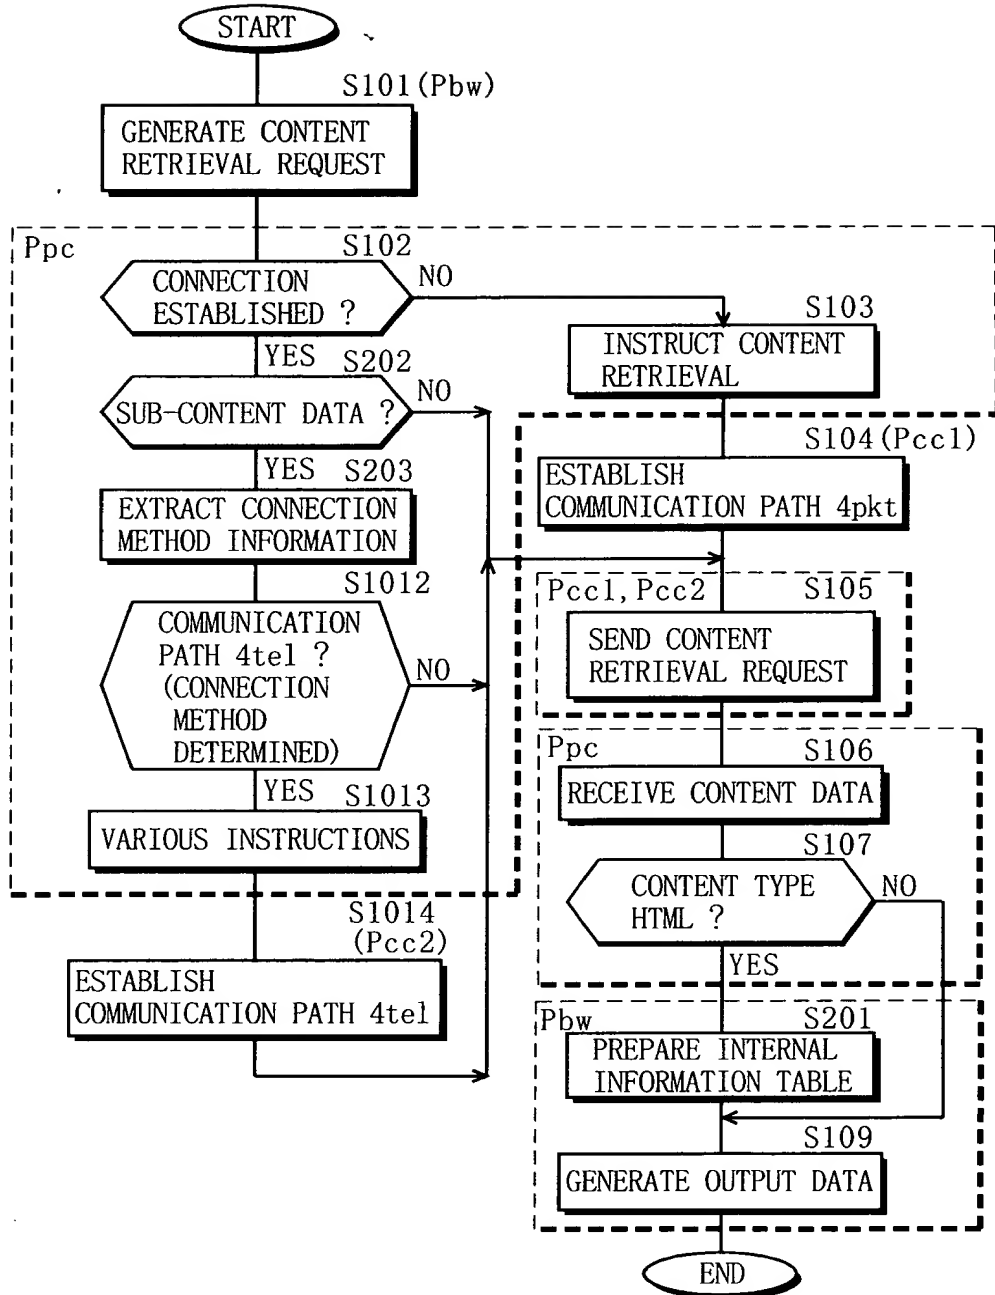 START
S101(Pbw)
GENERATE CONTENT
RETRIEVAL REQUEST
Ppc
S102
CONNECTION
ESTABLISHED ?
NO
YES
S103
INSTRUCT CONTENT
RETRIEVAL
S202
SUB-CONTENT DATA ?
NO
YES
S203
EXTRACT CONNECTION
METHOD INFORMATION
S1012
COMMUNICATION
PATH 4tel ?
(CONNECTION
METHOD
DETERMINED)
NO
YES
S1013
VARIOUS INSTRUCTIONS
S1014
(Pcc2)
ESTABLISH
COMMUNICATION PATH 4tel
S104(Pcc1)
ESTABLISH
COMMUNICATION PATH 4pkt
Pcc1,Pcc2
S105
SEND CONTENT
RETRIEVAL REQUEST
Ppc
S106
RECEIVE CONTENT DATA
S107
CONTENT TYPE
HTML ?
NO
YES
Pbw
S201
PREPARE INTERNAL
INFORMATION TABLE
S109
GENERATE OUTPUT DATA
END